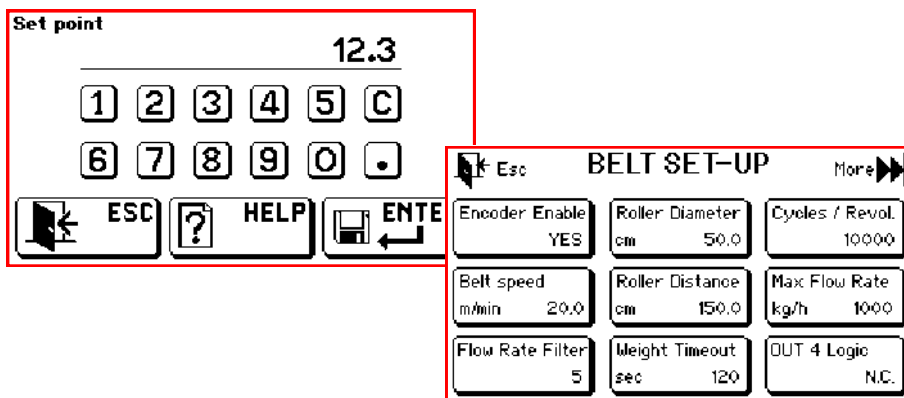 Set point
12.3
1 2 3 4 5 C
6 7 8 9 0 .
ESC HELP ENTE
Esc BELT SET-UP More
Encoder Enable
YES
Roller Diameter
cm 50.0
Cycles / Revol.
10000
Belt speed
m/min 20.0
Roller Distance
cm 150.0
Max Flow Rate
kg/h 1000
Flow Rate Filter
5
Weight Timeout
sec 120
OUT 4 Logic
N.C.